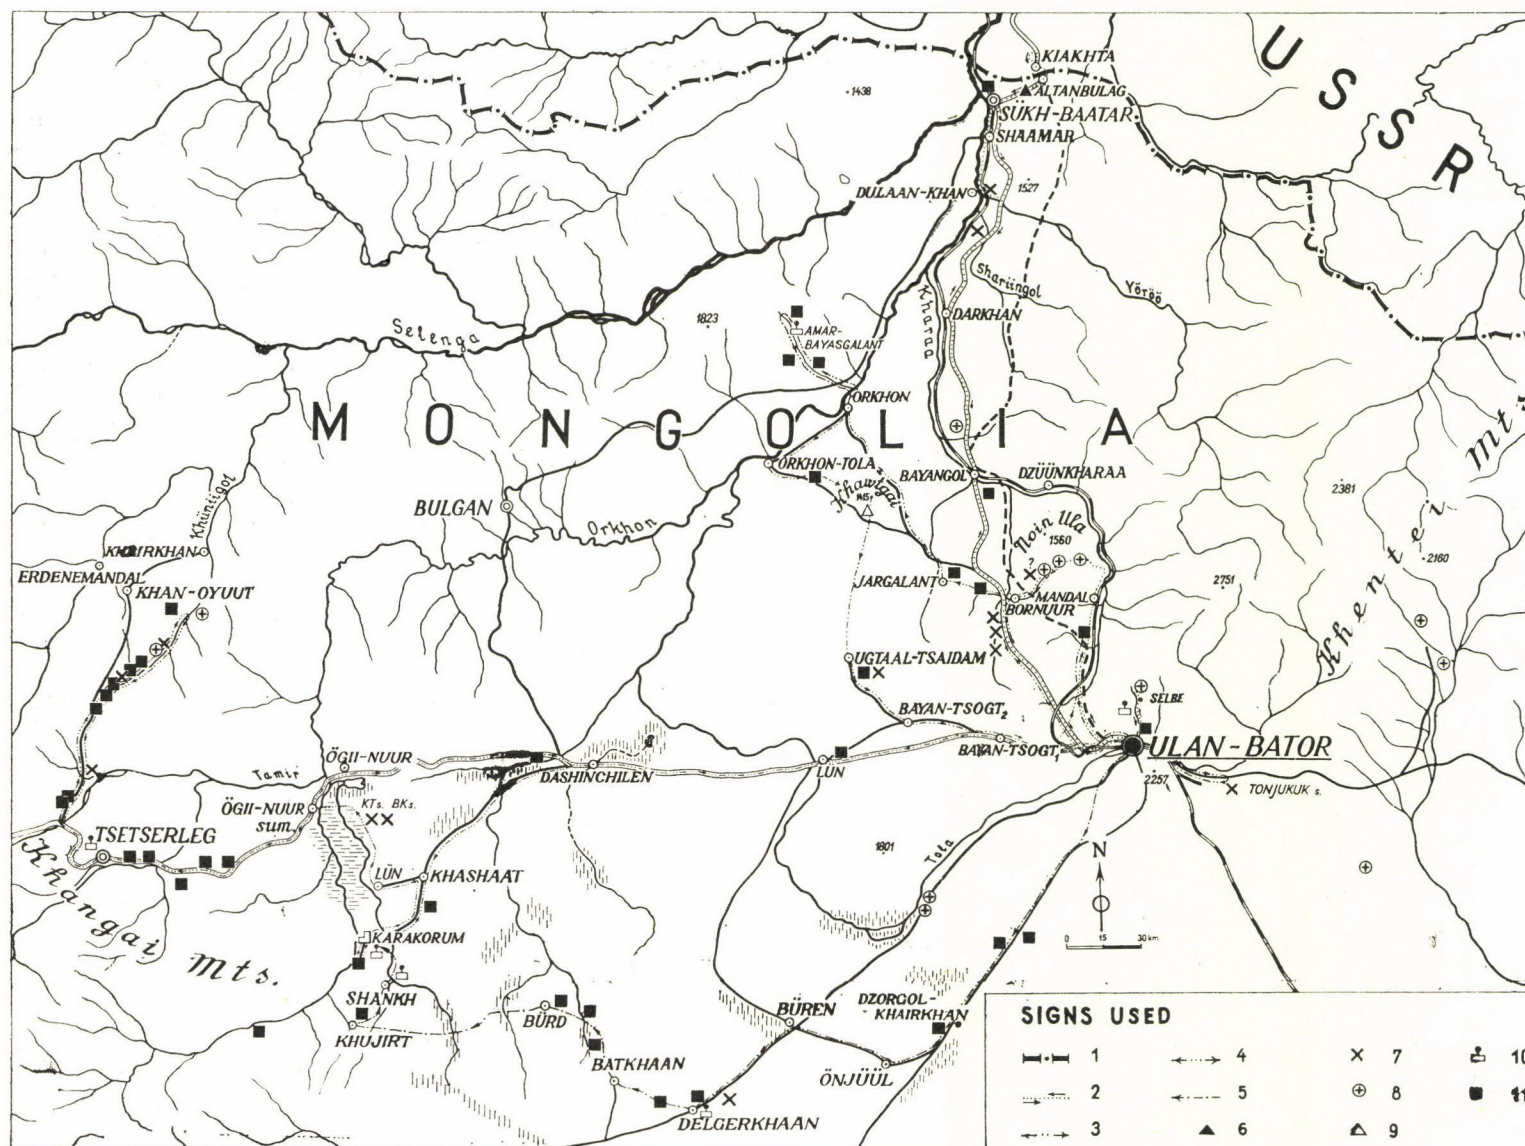 USSR
KIAKHTA
ALTANBULAG
SÜKH-BAATAR
SHAAMAR
1438
DULAAN-KHAN
1527
Shariingol
Yöröö
Kharaa
DARKHAN
Selenga
1823
AMAR-
BAYASGALANT
ORKHON
MONGOLIA
ORKHON-TOLA
BAYANGOL
DZÜÜNKHARAA
Khüniigol
BULGAN
Orkhon
2381
Khentei Mts
Noin Ula
1560
?
KHAIRKHAN
ERDENEMANDAL
KHAN-OYUUT
JARGALANT
MANDAL
BORNUUR
2751
2160
UGTAAL-TSAIDAM
SELBE
BAYAN-TSOGT2
BAYAN-TSOGT1
ULAN-BATOR
ÖGII-NUUR
Tamir
DASHINCHILEN
LÜN
2257
TONJUKUK s.
ÖGII-NUUR
sum.
KTs. BKs.
TSETSERLEG
Khangai Mts.
LÜN
KHASHAAT
1801
Tola
N
0 15 30 km
KARAKORUM
SHANKH
KHUJIRT
BÜRD
BATKHAAN
BÜREN
DZORGOL-
KHAIRKHAN
ÖNJÜÜL
DELGERKHAAN
SIGNS USED
1 4 7 10
2 5 8 11
3 6 9